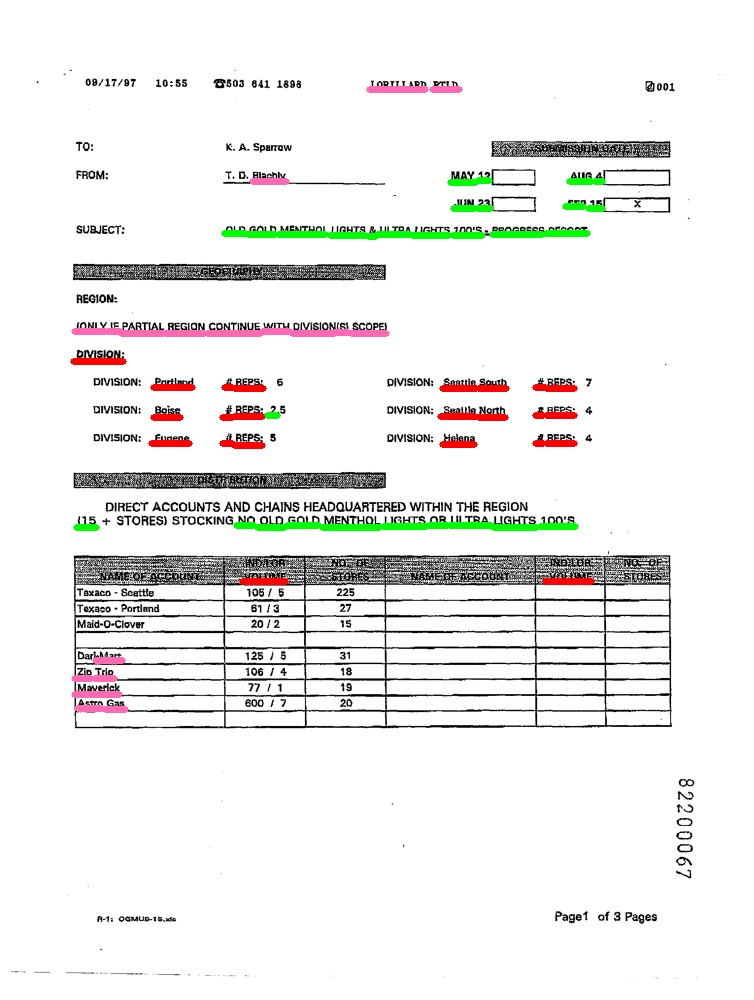 09/17/97 10:55 ☎503 641 1898 LORILLARD PTLD 001
TO: K. A. Sparrow SUBMISSION DATE
FROM: T. D. Blachly MAY 12 AUG 4
JUN 23 SEP 15 X
SUBJECT: OLD GOLD MENTHOL LIGHTS & ULTRA LIGHTS 100'S - PROGRESS REPORT
GEOGRAPHY
REGION:
(ONLY IF PARTIAL REGION CONTINUE WITH DIVISION(S) SCOPE)
DIVISION:
DIVISION: Portland # REPS: 6 DIVISION: Seattle South # REPS: 7
DIVISION: Boise # REPS: 2.5 DIVISION: Seattle North # REPS: 4
DIVISION: Eugene # REPS: 5 DIVISION: Helena # REPS: 4
DISTRIBUTION
DIRECT ACCOUNTS AND CHAINS HEADQUARTERED WITHIN THE REGION
(15 + STORES) STOCKING NO OLD GOLD MENTHOL LIGHTS OR ULTRA LIGHTS 100'S
IND/LOR NO. OF IND/LOR NO. OF
NAME OF ACCOUNT VOLUME STORES NAME OF ACCOUNT VOLUME STORES
Texaco - Seattle 105 / 5 225
Texaco - Portland 61 / 3 27
Maid-O-Clover 20 / 2 15
Dari-Mart 125 / 5 31
Zip Trip 106 / 4 18
Maverick 77 / 1 19
Astro Gas 600 / 7 20
82200067
R-1: OGMUS-15.xls Page1 of 3 Pages